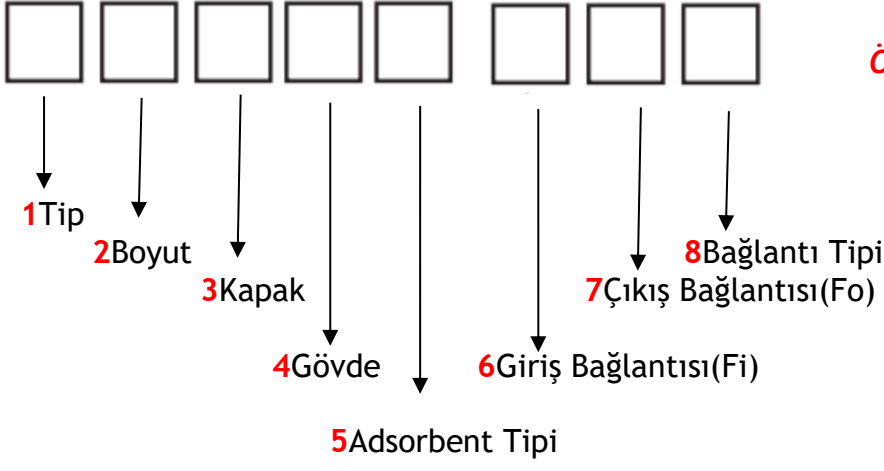 1Tip
2Boyut
8Bağlantı Tipi
3Kapak
7Çıkış Bağlantısı(Fo)
4Gövde
6Giriş Bağlantısı(Fi)
5Adsorbent Tipi